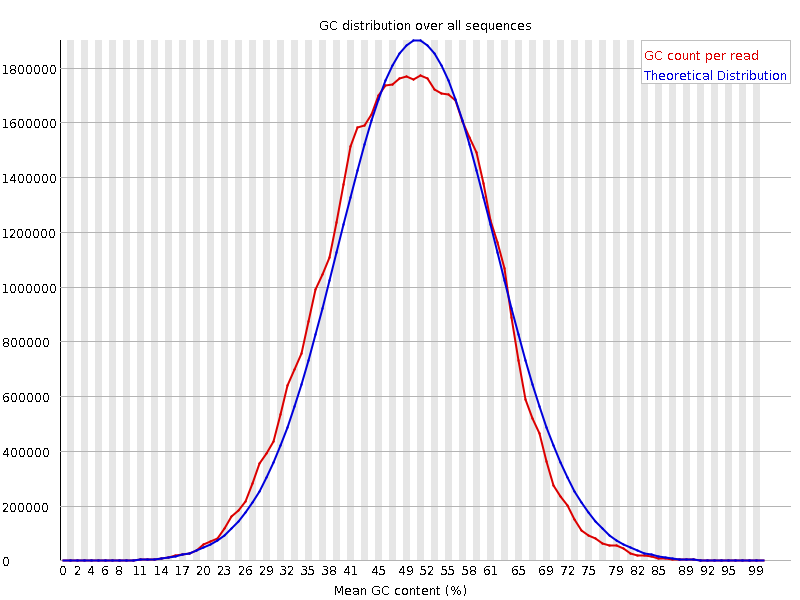 GC distribution over all sequences
GC count per read
Theoretical Distribution
1800000
1600000
1400000
1200000
1000000
800000
600000
400000
200000
0
0 2 4 6 8 11 14 17 20 23 26 29 32 35 38 41 45 49 52 55 58 61 65 69 72 75 79 82 85 89 92 95 99
Mean GC content (%)